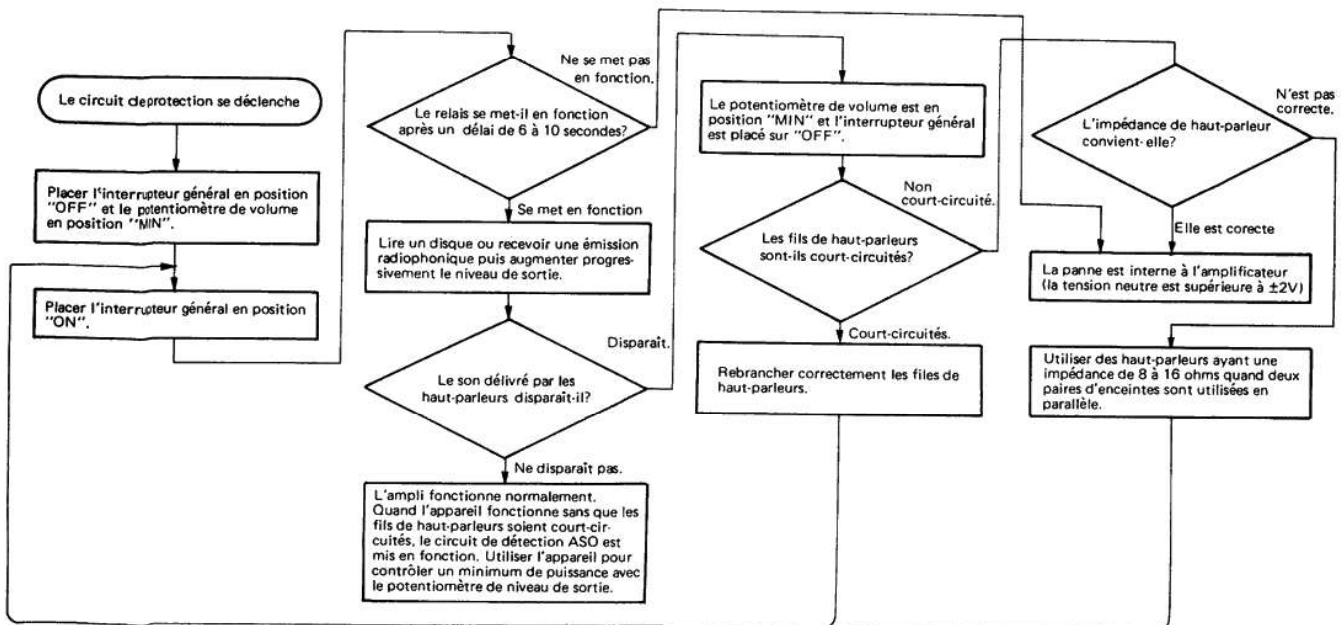 Le circuit deprotection se déclenche
Placer l'interrupteur général en position
"OFF" et le potentiomètre de volume
en position "MIN".
Placer l'interrupteur général en position
"ON".
Le relais se met-il en fonction
après un délai de 6 à 10 secondes?
Ne se met pas
en fonction.
Se met en fonction
Lire un disque ou recevoir une émission
radiophonique puis augmenter progres-
sivement le niveau de sortie.
Le son délivré par les
haut-parleurs disparaît-il?
Disparaît.
Ne disparaît pas.
L'ampli fonctionne normalement.
Quand l'appareil fonctionne sans que les
fils de haut-parleurs soient court-cir-
cuités, le circuit de détection ASO est
mis en fonction. Utiliser l'appareil pour
contrôler un minimum de puissance avec
le potentiomètre de niveau de sortie.
Le potentiomètre de volume est en
position "MIN" et l'interrupteur général
est placé sur "OFF".
Les fils de haut-parleurs
sont-ils court-circuités?
Non
court-circuité.
Court-circuités.
Rebrancher correctement les files de
haut-parleurs.
L'impédance de haut-parleur
convient-elle?
N'est pas
correcte.
Elle est corecte
La panne est interne à l'amplificateur
(la tension neutre est supérieure à ±2V)
Utiliser des haut-parleurs ayant une
impédance de 8 à 16 ohms quand deux
paires d'enceintes sont utilisées en
parallèle.